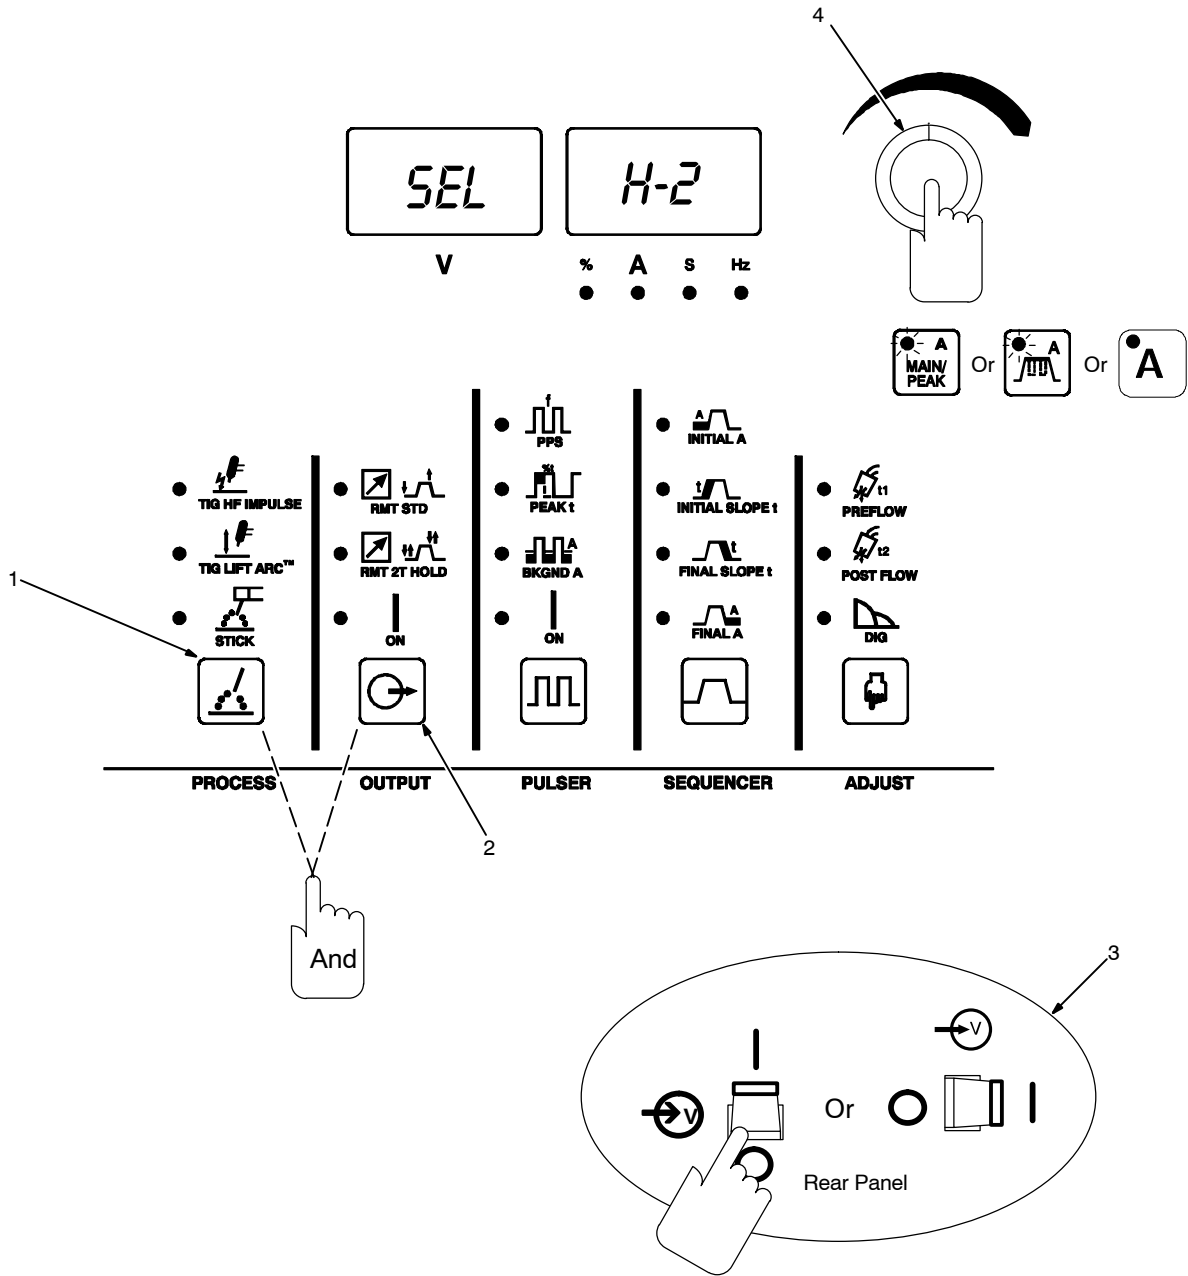 4
SEL
H-2
V
% A S Hz
A
MAIN/
PEAK
Or
A
Or
A
f
PPS
A
INITIAL A
TIG HF IMPULSE
RMT STD
%t
PEAK t
t
INITIAL SLOPE t
t1
PREFLOW
TIG LIFT ARC™
RMT 2T HOLD
A
BKGND A
t
FINAL SLOPE t
t2
POST FLOW
1
STICK
ON
ON
A
FINAL A
DIG
PROCESS
OUTPUT
PULSER
SEQUENCER
ADJUST
2
And
3
V
V
Or
Rear Panel